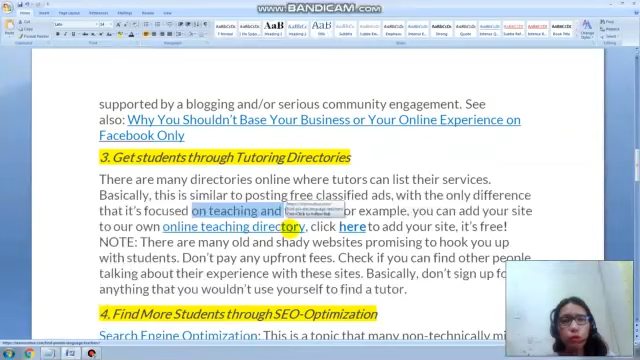 www.BANDICAM.com
supported by a blogging and/or serious community engagement. See
also: Why You Shouldn't Base Your Business or Your Online Experience on
Facebook Only
3. Get students through Tutoring Directories
There are many directories online where tutors can list their services.
Basically, this is similar to posting free classified ads, with the only difference
that it's focused on teaching and or example, you can add your site
to our own online teaching directory, click here to add your site, it's free!
NOTE: There are many old and shady websites promising to hook you up
with students. Don't pay any upfront fees. Check if you can find other people
talking about their experience with these sites. Basically, don't sign up fo
anything that you wouldn't use yourself to find a tutor.
4. Find More Students through SEO-Optimization
Search Engine Optimization: This is a topic that many non-technically mi